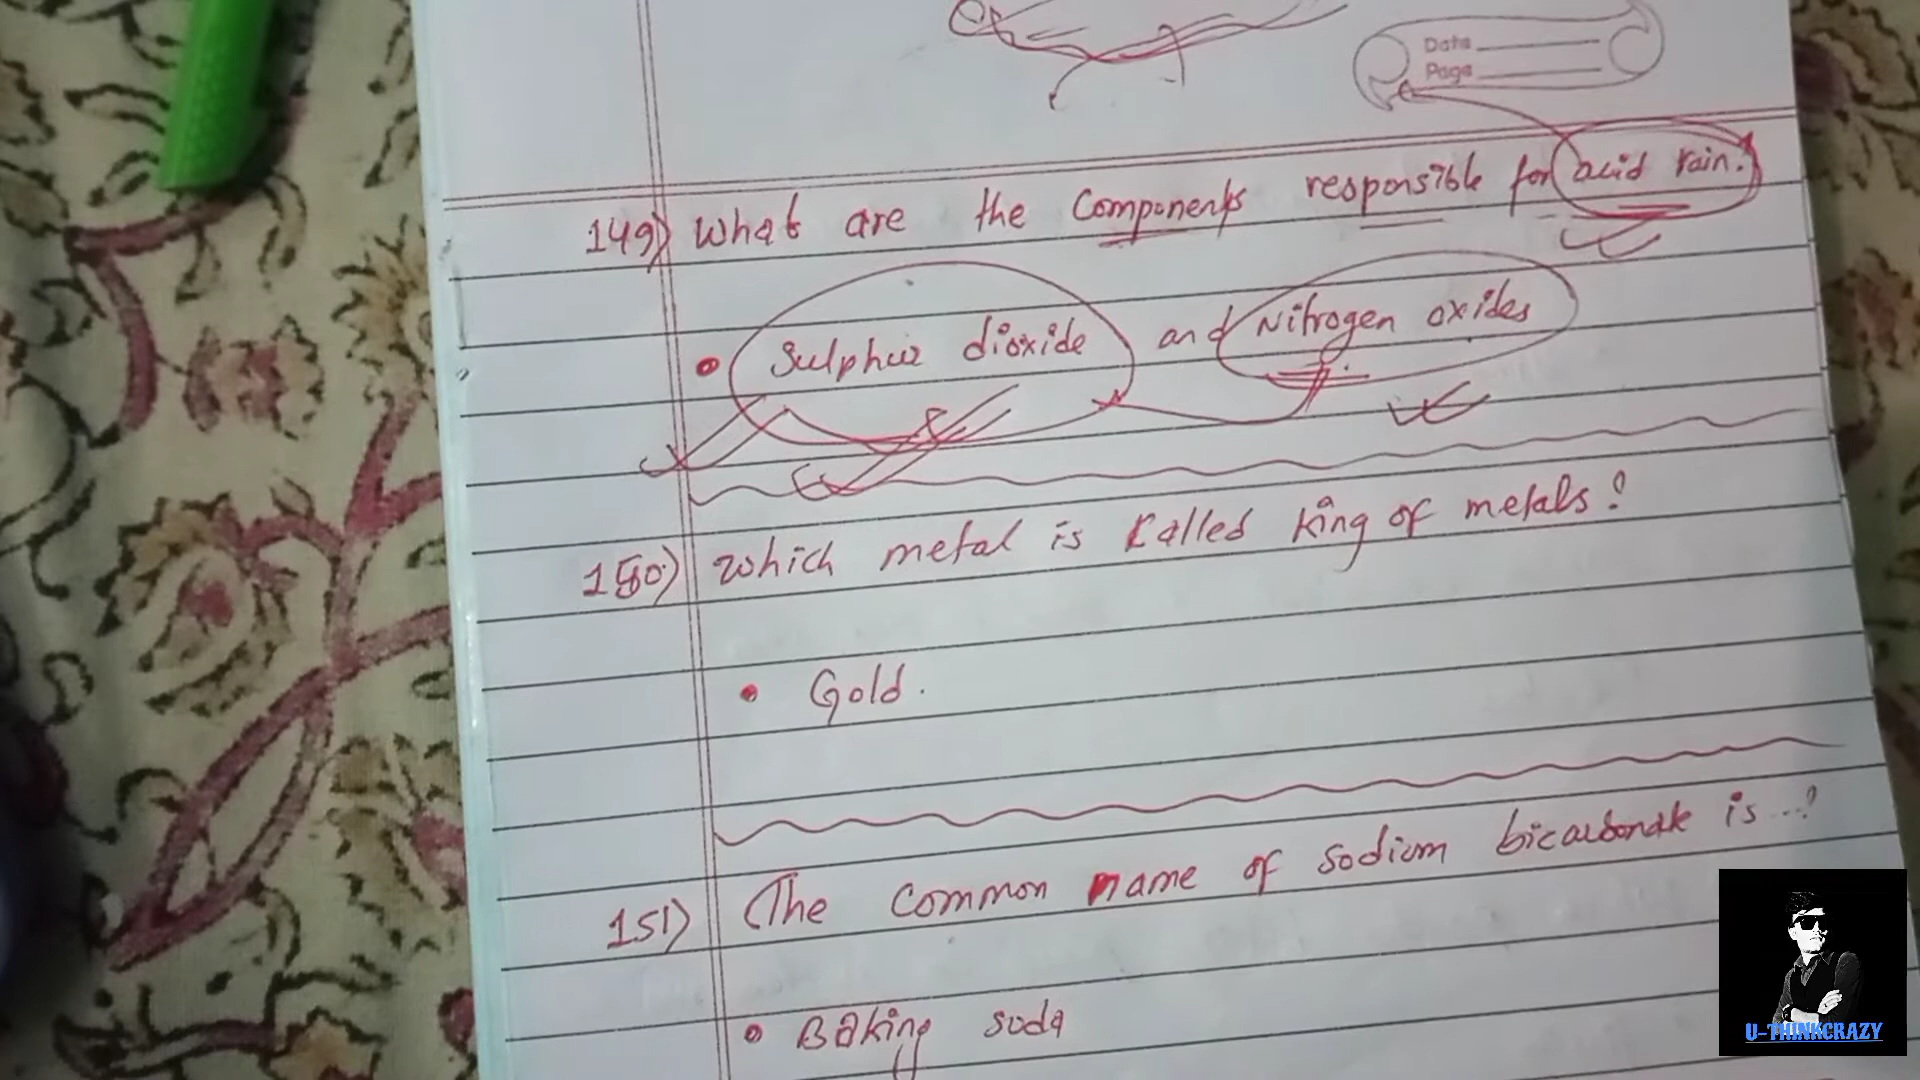 Date
Page
149) What are the components responsible for acid rain?
• Sulphur dioxide and Nitrogen oxides
150) Which metal is called king of metals?
• Gold.
151) The common name of sodium bicarbonate is...?
• Baking soda
U-THINKCRAZY